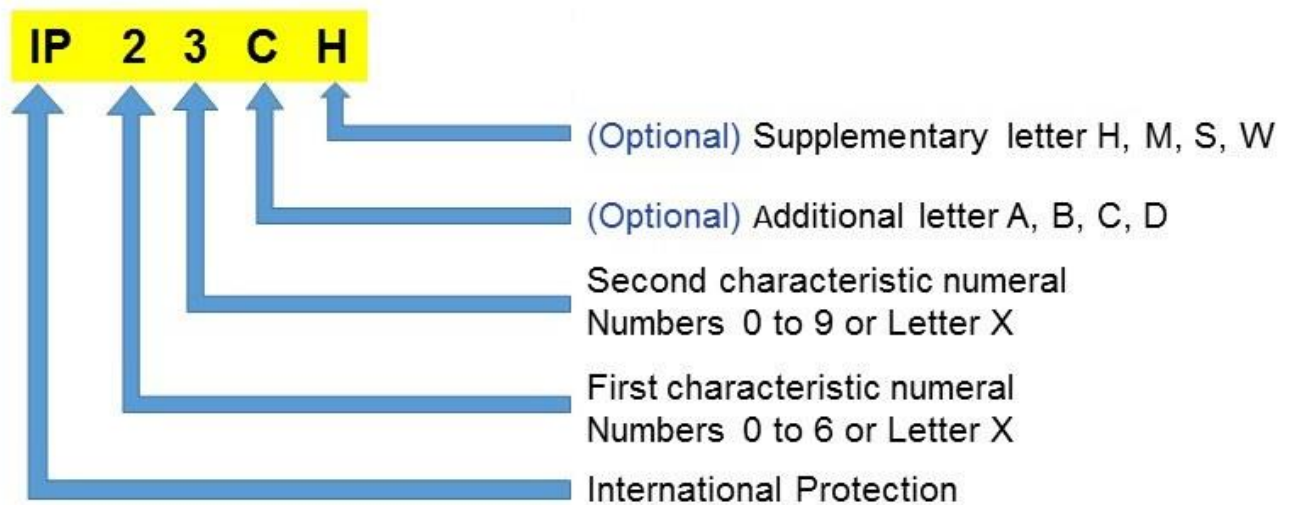 IP 2 3 C H
(Optional) Supplementary letter H, M, S, W
(Optional) Additional letter A, B, C, D
Second characteristic numeral
Numbers 0 to 9 or Letter X
First characteristic numeral
Numbers 0 to 6 or Letter X
International Protection